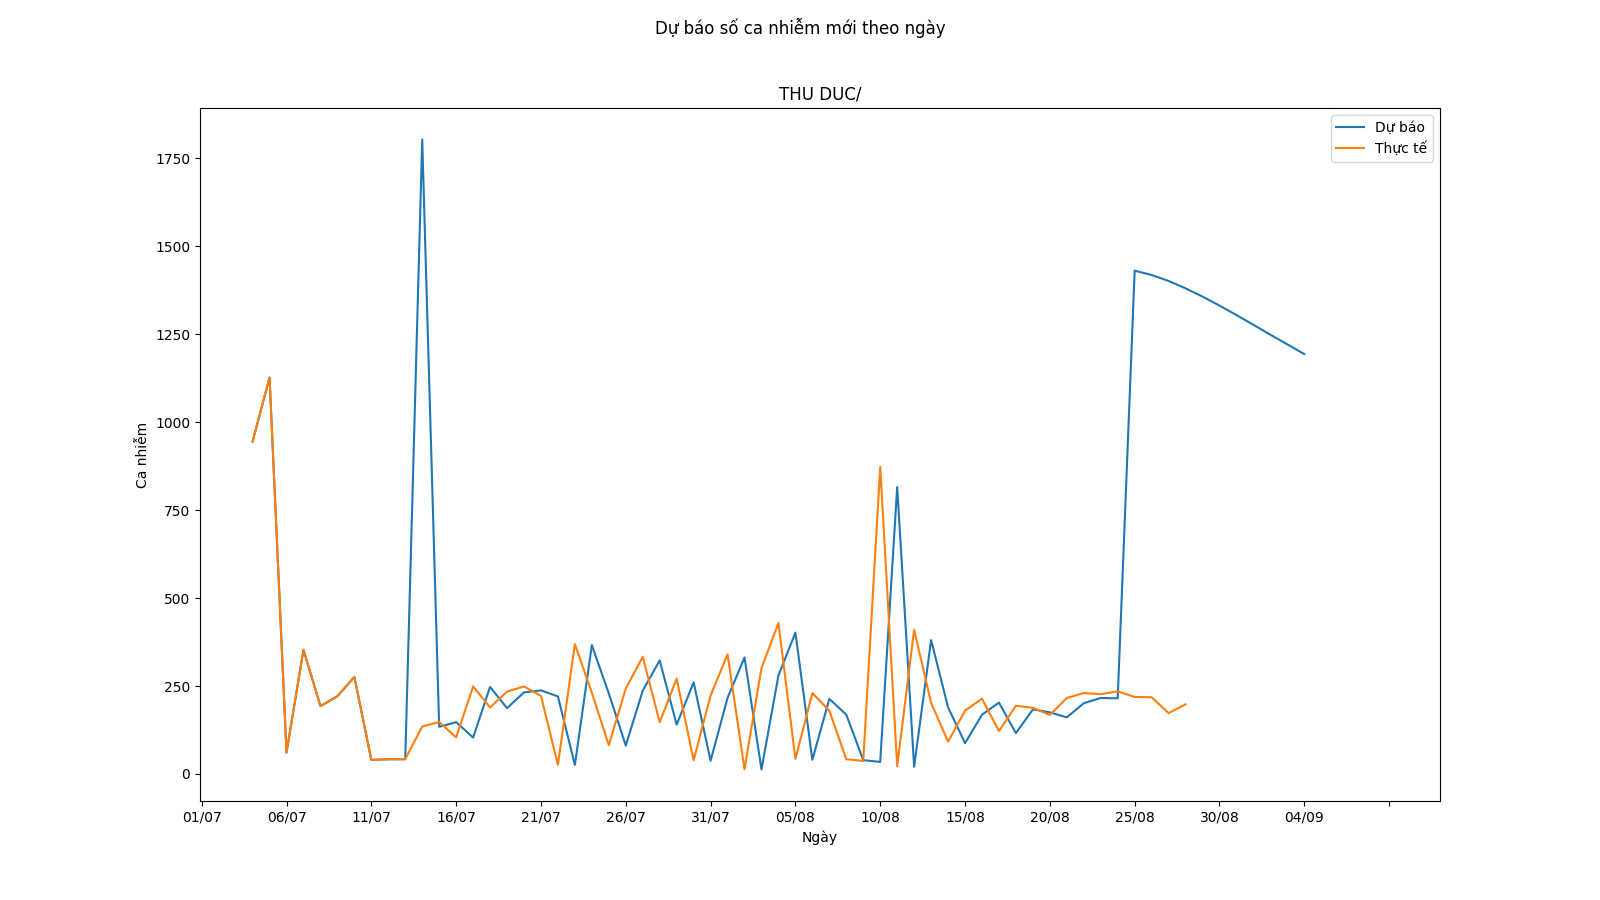 Dự báo số ca nhiễm mới theo ngày
THU DUC/
Dự báo
Thực tế
1750
1500
1250
1000
750
500
250
0
Ca nhiễm
01/07 06/07 11/07 16/07 21/07 26/07 31/07 05/08 10/08 15/08 20/08 25/08 30/08 04/09
Ngày